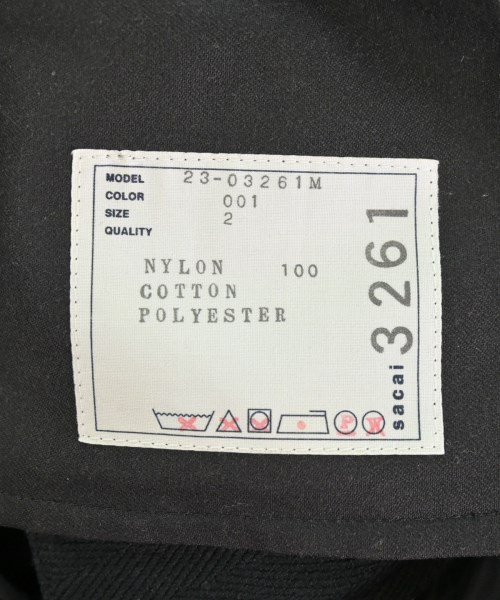 MODEL 23-03261M
COLOR 001
SIZE 2
QUALITY
NYLON 100
COTTON
POLYESTER
P W
sacai 3261